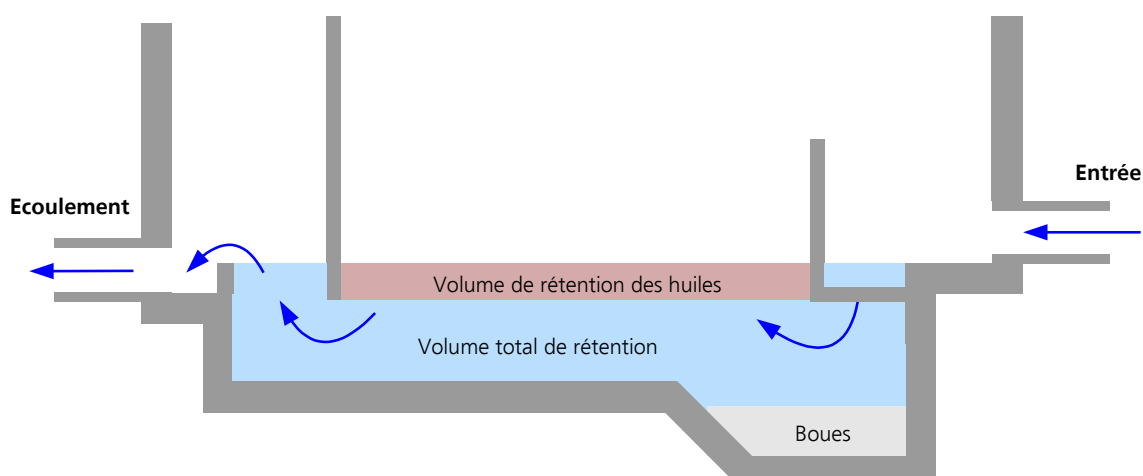 Entrée
Ecoulement
Volume de rétention des huiles
Volume total de rétention
Boues